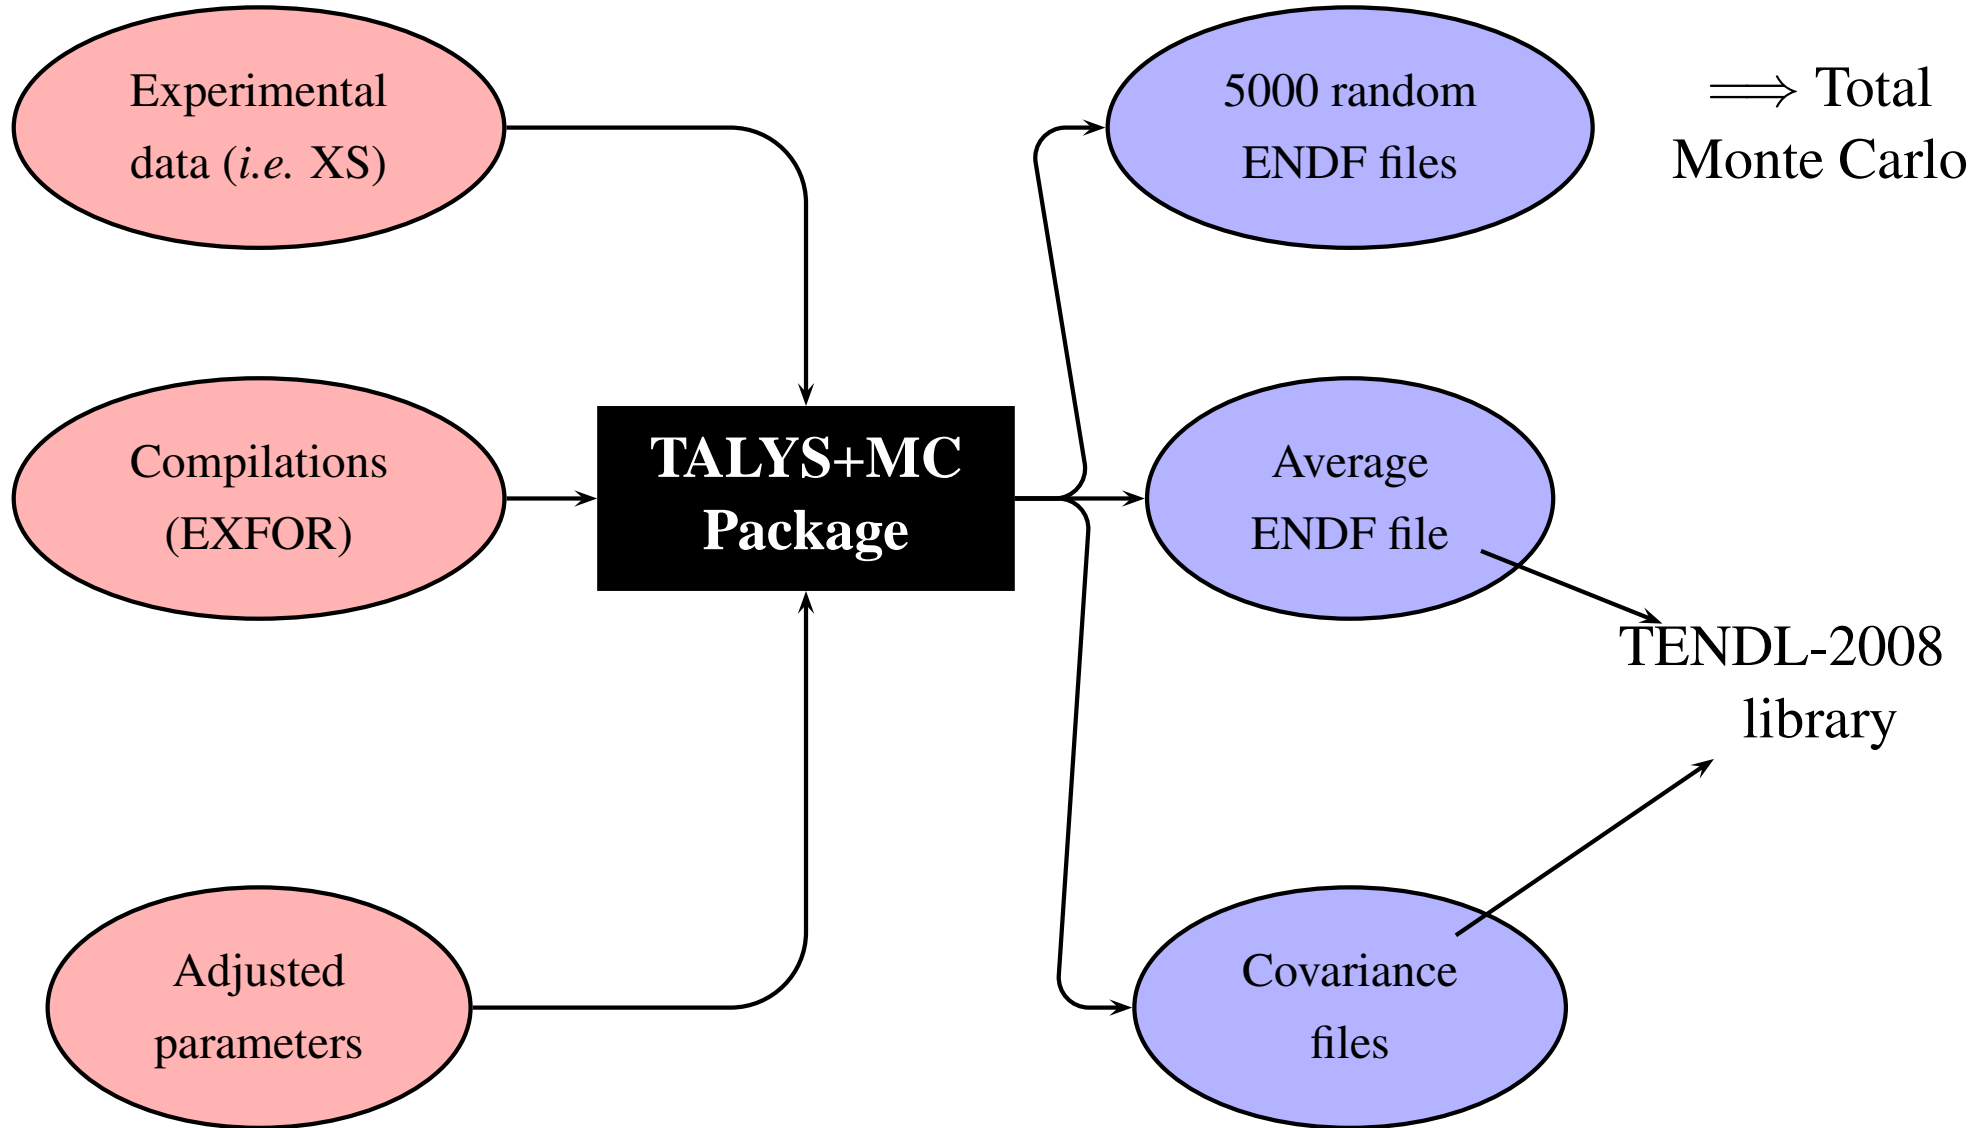 Experimental
data (i.e. XS)
Compilations
(EXFOR)
Adjusted
parameters
TALYS+MC
Package
5000 random
ENDF files
Average
ENDF file
Covariance
files
⟹ Total
Monte Carlo
TENDL-2008
library